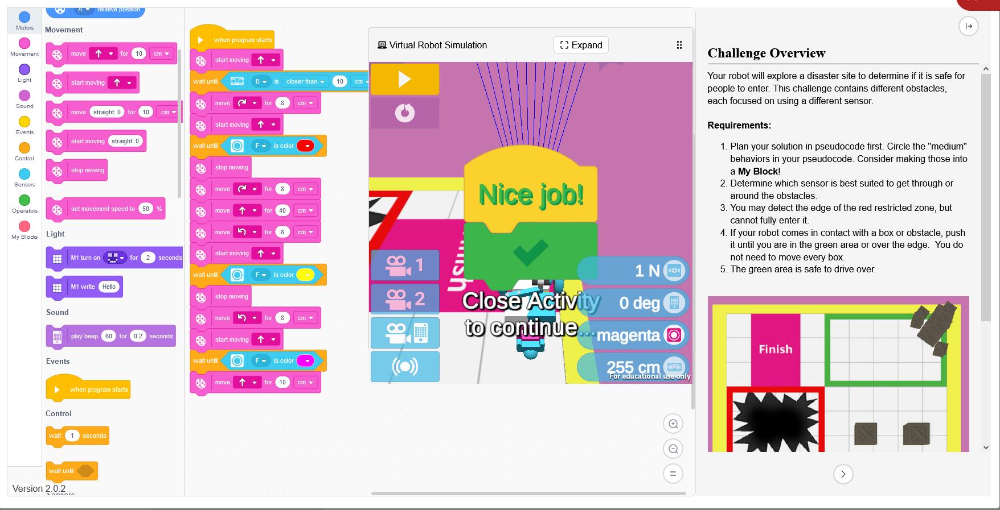 Motors
Movement
Light
Sound
Events
Control
Sensors
Operators
My Blocks
A relative position
Movement
move for 10 cm
start moving
move straight: 0 for 10 cm
start moving straight: 0
stop moving
set movement speed to 50 %
Light
M1 turn on for 2 seconds
M1 write Hello
Sound
play beep 60 for 0.2 seconds
Events
when program starts
Control
wait 1 seconds
wait until
Sensors
Version 2.0.2
when program starts
start moving
wait until B is closer than 10 cm
move for 8 cm
start moving
wait until F is color
stop moving
move for 8 cm
move for 40 cm
move for 8 cm
start moving
wait until F is color
stop moving
move for 8 cm
start moving
wait until F is color
move for 10 cm
Virtual Robot Simulation
Expand
Nice job!
Close Activity
to continue...
1
2
1 N
0 deg
magenta
255 cm
For educational use only
Challenge Overview
Your robot will explore a disaster site to determine if it is safe for
people to enter. This challenge contains different obstacles,
each focused on using a different sensor.
Requirements:
1. Plan your solution in pseudocode first. Circle the "medium"
behaviors in your pseudocode. Consider making those into
a My Block!
2. Determine which sensor is best suited to get through or
around the obstacles.
3. You may detect the edge of the red restricted zone, but
cannot fully enter it.
4. If your robot comes in contact with a box or obstacle, push
it until you are in the green area or over the edge.  You do
not need to move every box.
5. The green area is safe to drive over.
Finish